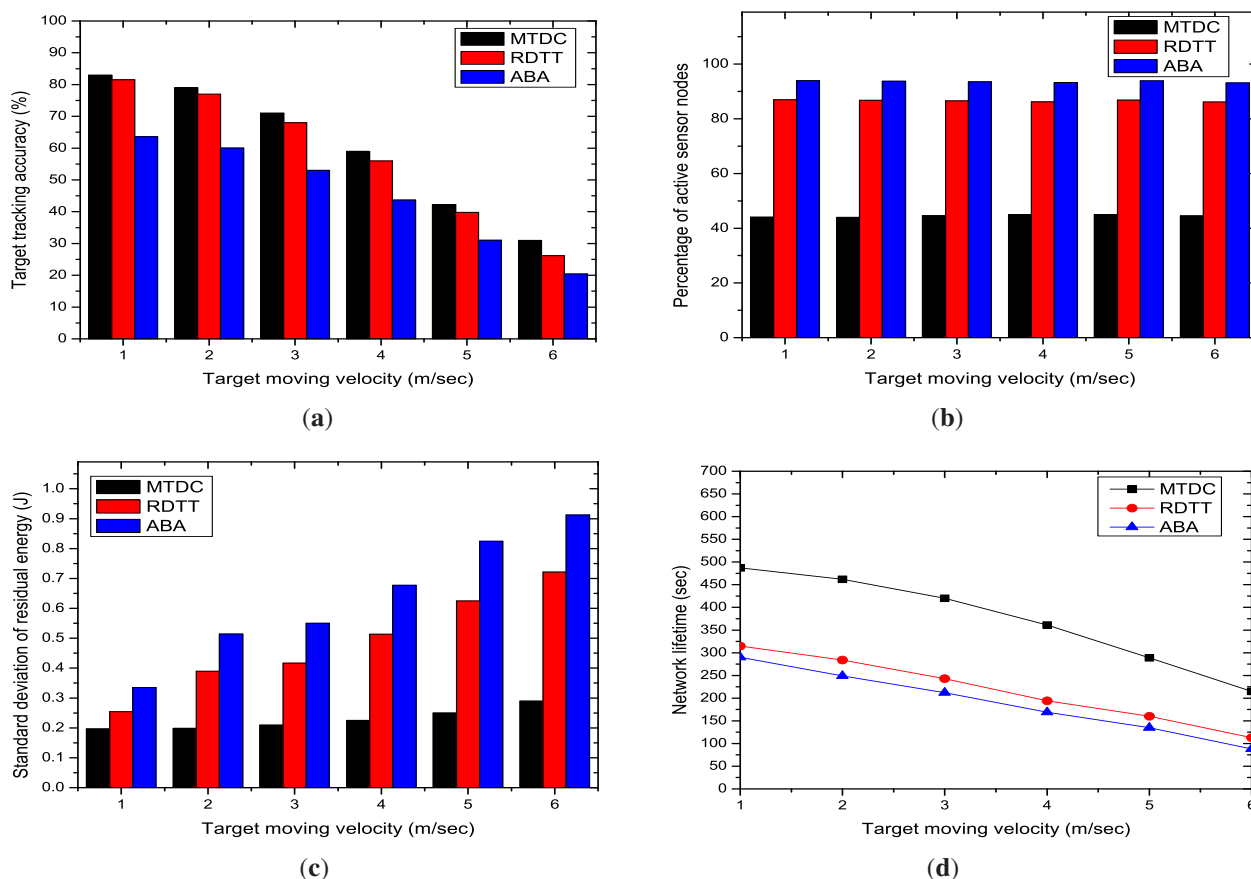 100
90
80
70
60
50
40
30
20
10
0
Target tracking accuracy (%)
MTDC
RDTT
ABA
1 2 3 4 5 6
Target moving velocity (m/sec)
(a)
100
80
60
40
20
0
Percentage of active sensor nodes
MTDC
RDTT
ABA
1 2 3 4 5 6
Target moving velocity (m/sec)
(b)
1.0
0.9
0.8
0.7
0.6
0.5
0.4
0.3
0.2
0.1
0.0
Standard deviation of residual energy (J)
MTDC
RDTT
ABA
1 2 3 4 5 6
Target moving velocity (m/sec)
(c)
700
650
600
550
500
450
400
350
300
250
200
150
100
50
0
Network lifetime (sec)
MTDC
RDTT
ABA
1 2 3 4 5 6
Target moving velocity (m/sec)
(d)